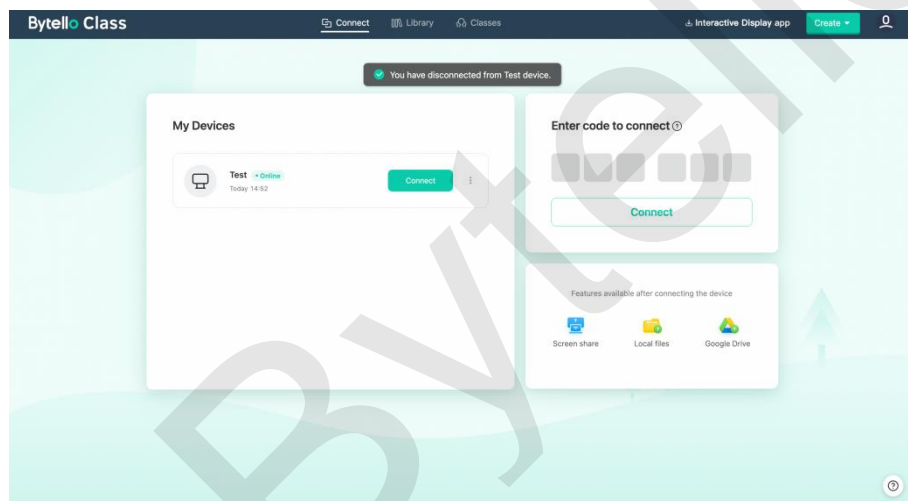 Bytello Class
Connect
Library
Classes
Interactive Display app
Create
You have disconnected from Test device.
My Devices
Test
• Online
Today 14:52
Connect
Enter code to connect
Connect
Features available after connecting the device
Screen share
Local files
Google Drive
Bytello